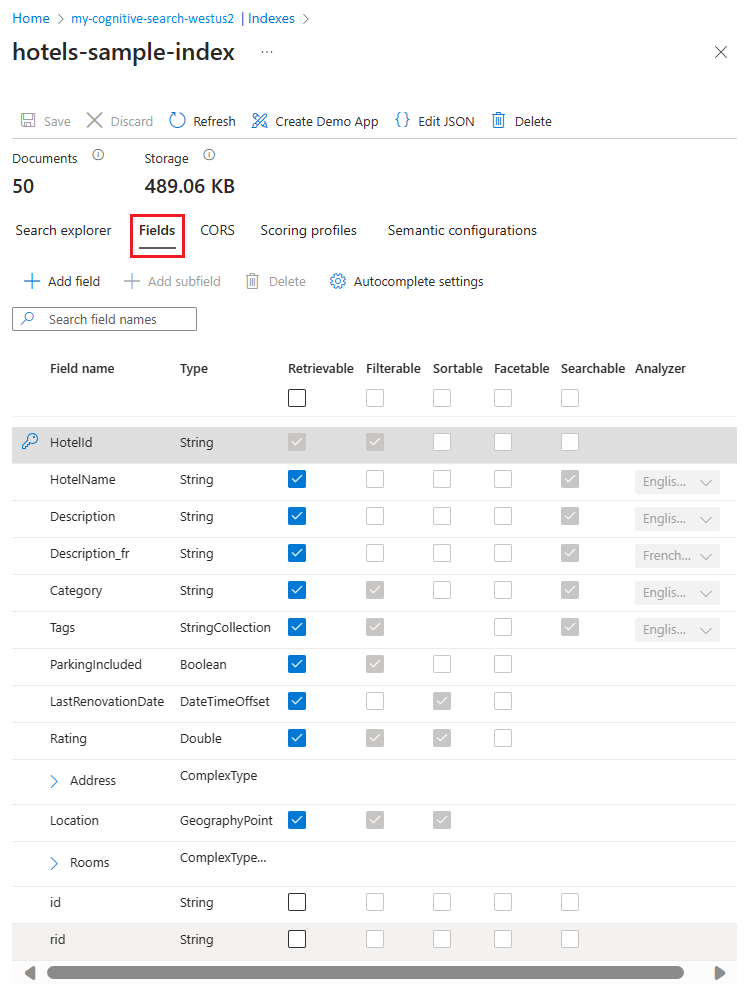 Home > my-cognitive-search-westus2 | Indexes >
hotels-sample-index ...
Save Discard Refresh Create Demo App {} Edit JSON Delete
Documents Storage
50 489.06 KB
Search explorer Fields CORS Scoring profiles Semantic configurations
+ Add field + Add subfield Delete Autocomplete settings
Search field names
Field name Type Retrievable Filterable Sortable Facetable Searchable Analyzer
HotelId String
HotelName String Englis...
Description String Englis...
Description_fr String French...
Category String Englis...
Tags StringCollection Englis...
ParkingIncluded Boolean
LastRenovationDate DateTimeOffset
Rating Double
> Address ComplexType
Location GeographyPoint
> Rooms ComplexType...
id String
rid String